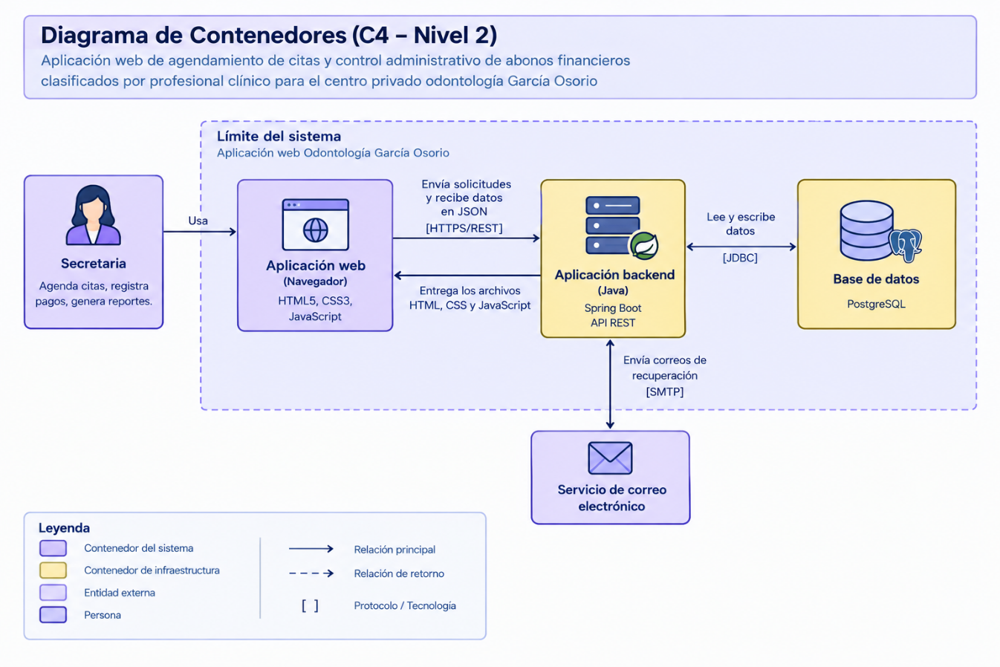 Diagrama de Contenedores (C4 – Nivel 2)
Aplicación web de agendamiento de citas y control administrativo de abonos financieros
clasificados por profesional clínico para el centro privado odontología García Osorio
Límite del sistema
Aplicación web Odontología García Osorio
Secretaria
Agenda citas, registra
pagos, genera reportes.
Usa
Aplicación web
(Navegador)
HTML5, CSS3,
JavaScript
Envía solicitudes
y recibe datos
en JSON
[HTTPS/REST]
Entrega los archivos
HTML, CSS y JavaScript
Aplicación backend
(Java)
Spring Boot
API REST
Lee y escribe
datos
[JDBC]
Base de datos
PostgreSQL
Envía correos de
recuperación
[SMTP]
Servicio de correo
electrónico
Leyenda
Contenedor del sistema
Contenedor de infraestructura
Entidad externa
Persona
Relación principal
Relación de retorno
[ ] Protocolo / Tecnología